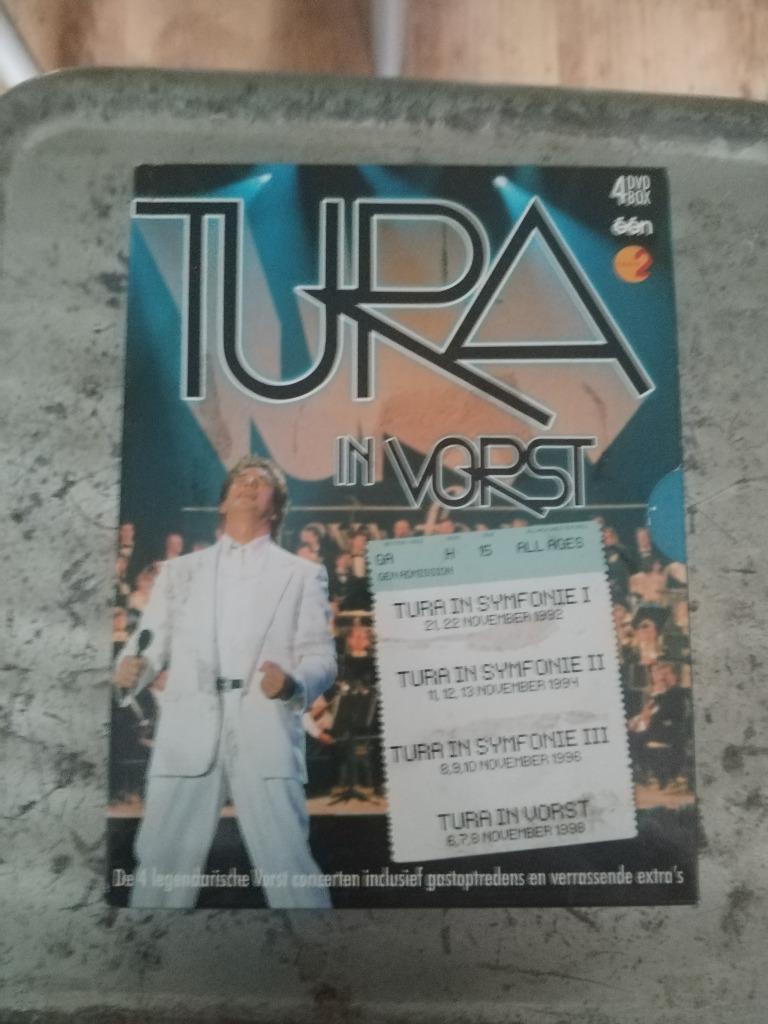 4 DVD BOX
één
2
TURA
IN VORST
GA H 15 ALL AGES
GEN ADMISSION
TURA IN SYMFONIE I
21, 22 NOVEMBER 1992
TURA IN SYMFONIE II
11, 12, 13 NOVEMBER 1994
TURA IN SYMFONIE III
8,9,10 NOVEMBER 1996
TURA IN VORST
6,7,8 NOVEMBER 1998
De 4 legendarische Vorst concerten inclusief gastoptredens en verrassende extra's